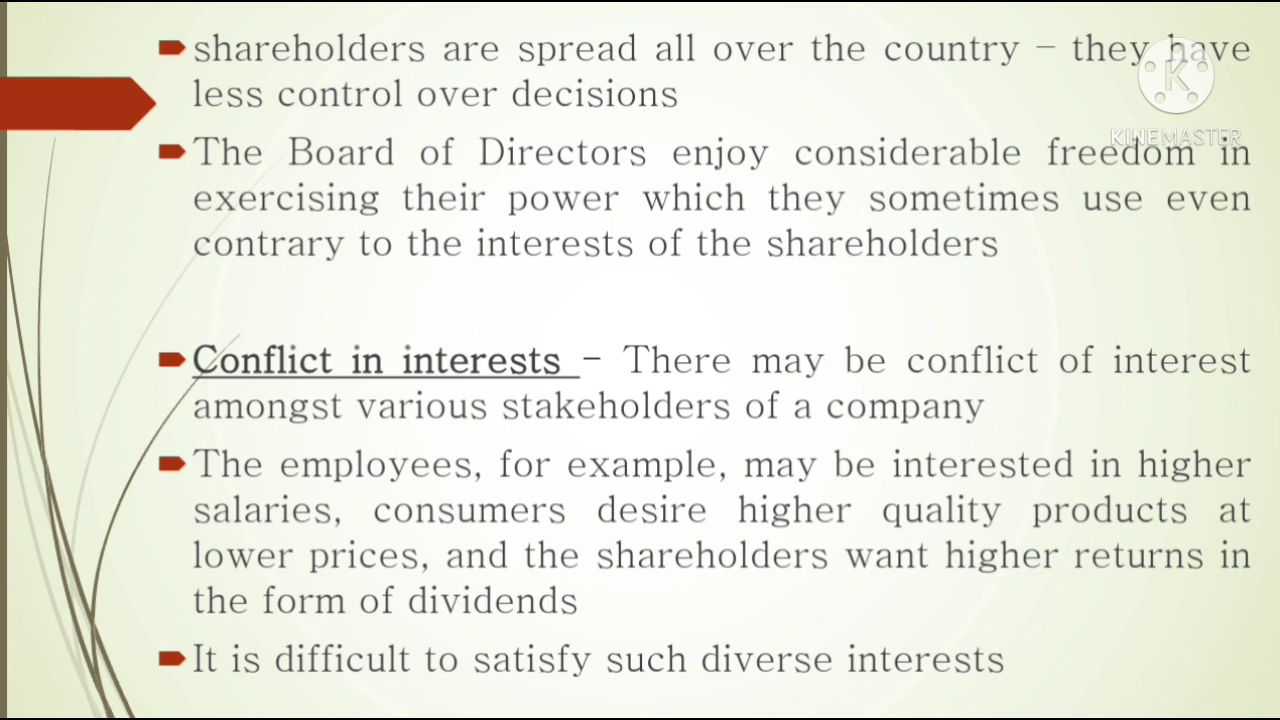 shareholders are spread all over the country – they have
less control over decisions
KINEMASTER
The Board of Directors enjoy considerable freedom in
exercising their power which they sometimes use even
contrary to the interests of the shareholders
Conflict in interests – There may be conflict of interest
amongst various stakeholders of a company
The employees, for example, may be interested in higher
salaries, consumers desire higher quality products at
lower prices, and the shareholders want higher returns in
the form of dividends
It is difficult to satisfy such diverse interests